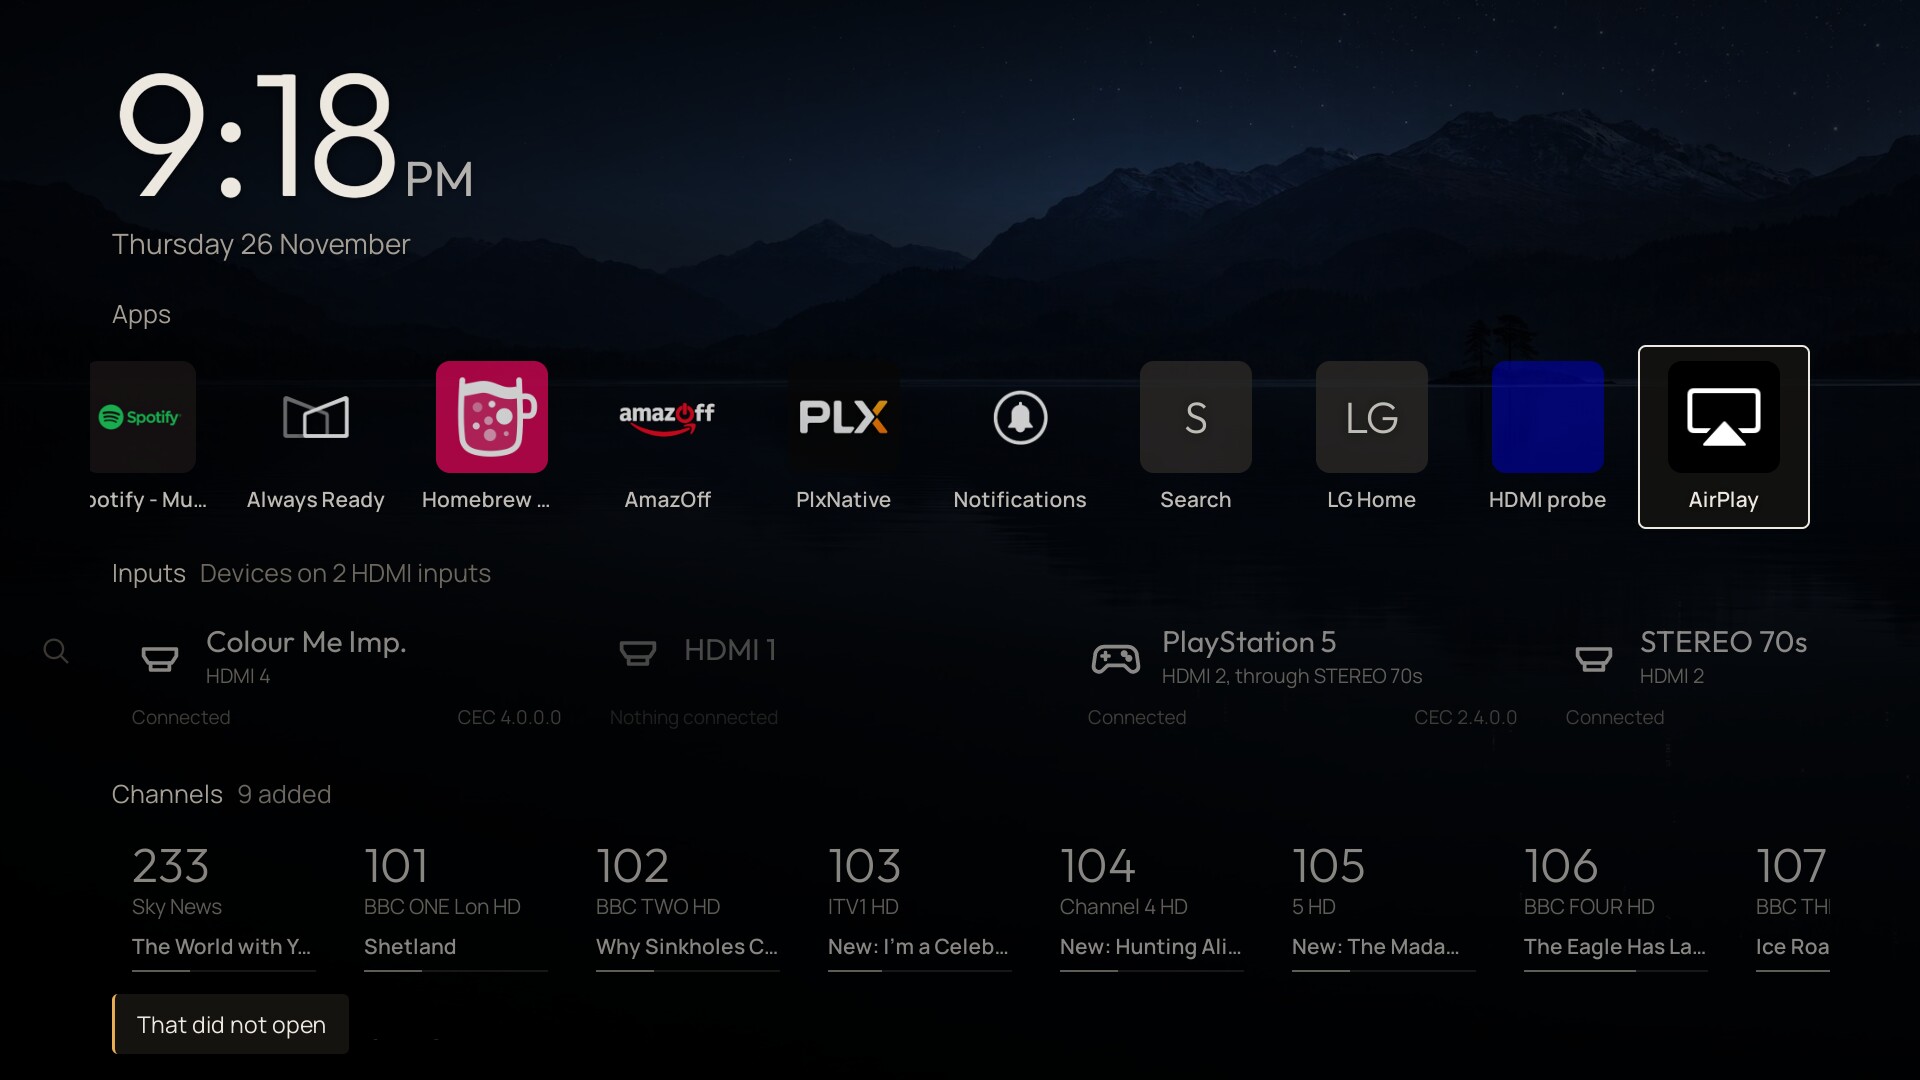 9:18 PM
Thursday 26 November
Apps
Spotify
amazoff
PLX
S
LG
potify - Mu...
Always Ready
Homebrew ...
AmazOff
PlxNative
Notifications
Search
LG Home
HDMI probe
AirPlay
Inputs Devices on 2 HDMI inputs
Colour Me Imp.
HDMI 4
Connected
CEC 4.0.0.0
HDMI 1
Nothing connected
PlayStation 5
HDMI 2, through STEREO 70s
Connected
CEC 2.4.0.0
STEREO 70s
HDMI 2
Connected
Channels 9 added
233
Sky News
The World with Y...
101
BBC ONE Lon HD
Shetland
102
BBC TWO HD
Why Sinkholes C...
103
ITV1 HD
New: I'm a Celeb...
104
Channel 4 HD
New: Hunting Ali...
105
5 HD
New: The Mada...
106
BBC FOUR HD
The Eagle Has La...
107
BBC TH
Ice Roa
That did not open